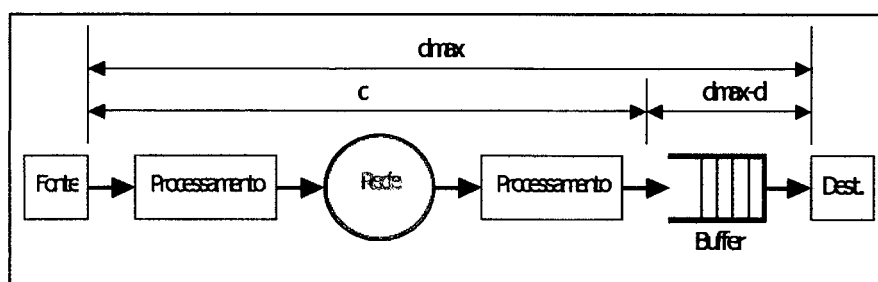 dmax
c
dmax-d
Fonte
Processamento
Rede
Processamento
Dest.
Buffer